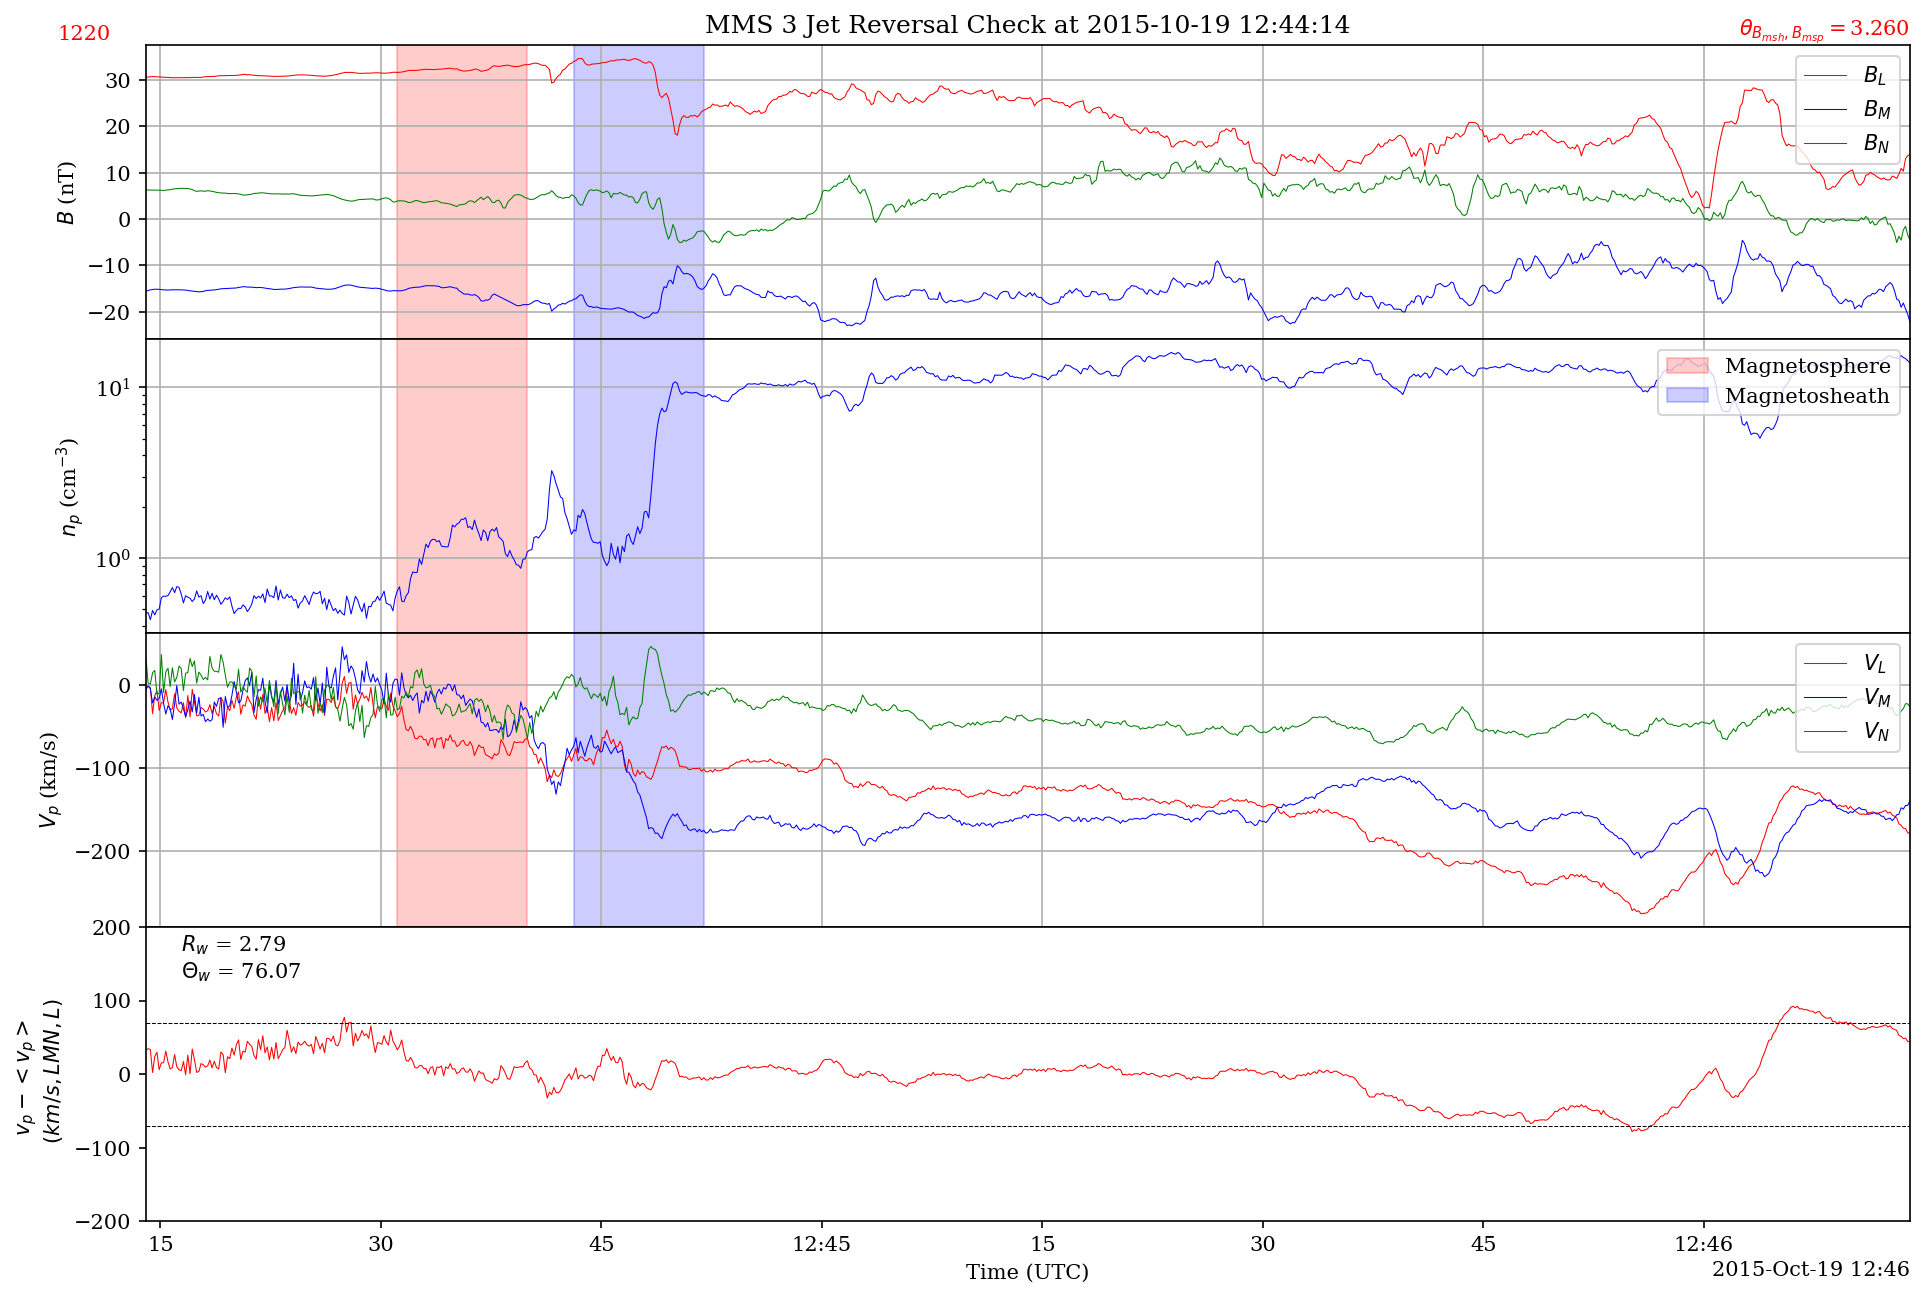 MMS 3 Jet Reversal Check at 2015-10-19 12:44:14
1220
θ_{B_{msh}, B_{msp}} = 3.260
30
20
10
0
−10
−20
B (nT)
B_L
B_M
B_N
10^1
10^0
n_p (cm^{−3})
Magnetosphere
Magnetosheath
0
−100
−200
V_p (km/s)
V_L
V_M
V_N
200
100
0
−100
−200
v_p − <v_p>
(km/s, LMN, L)
R_w = 2.79
Θ_w = 76.07
15
30
45
12:45
15
30
45
12:46
Time (UTC)
2015-Oct-19 12:46